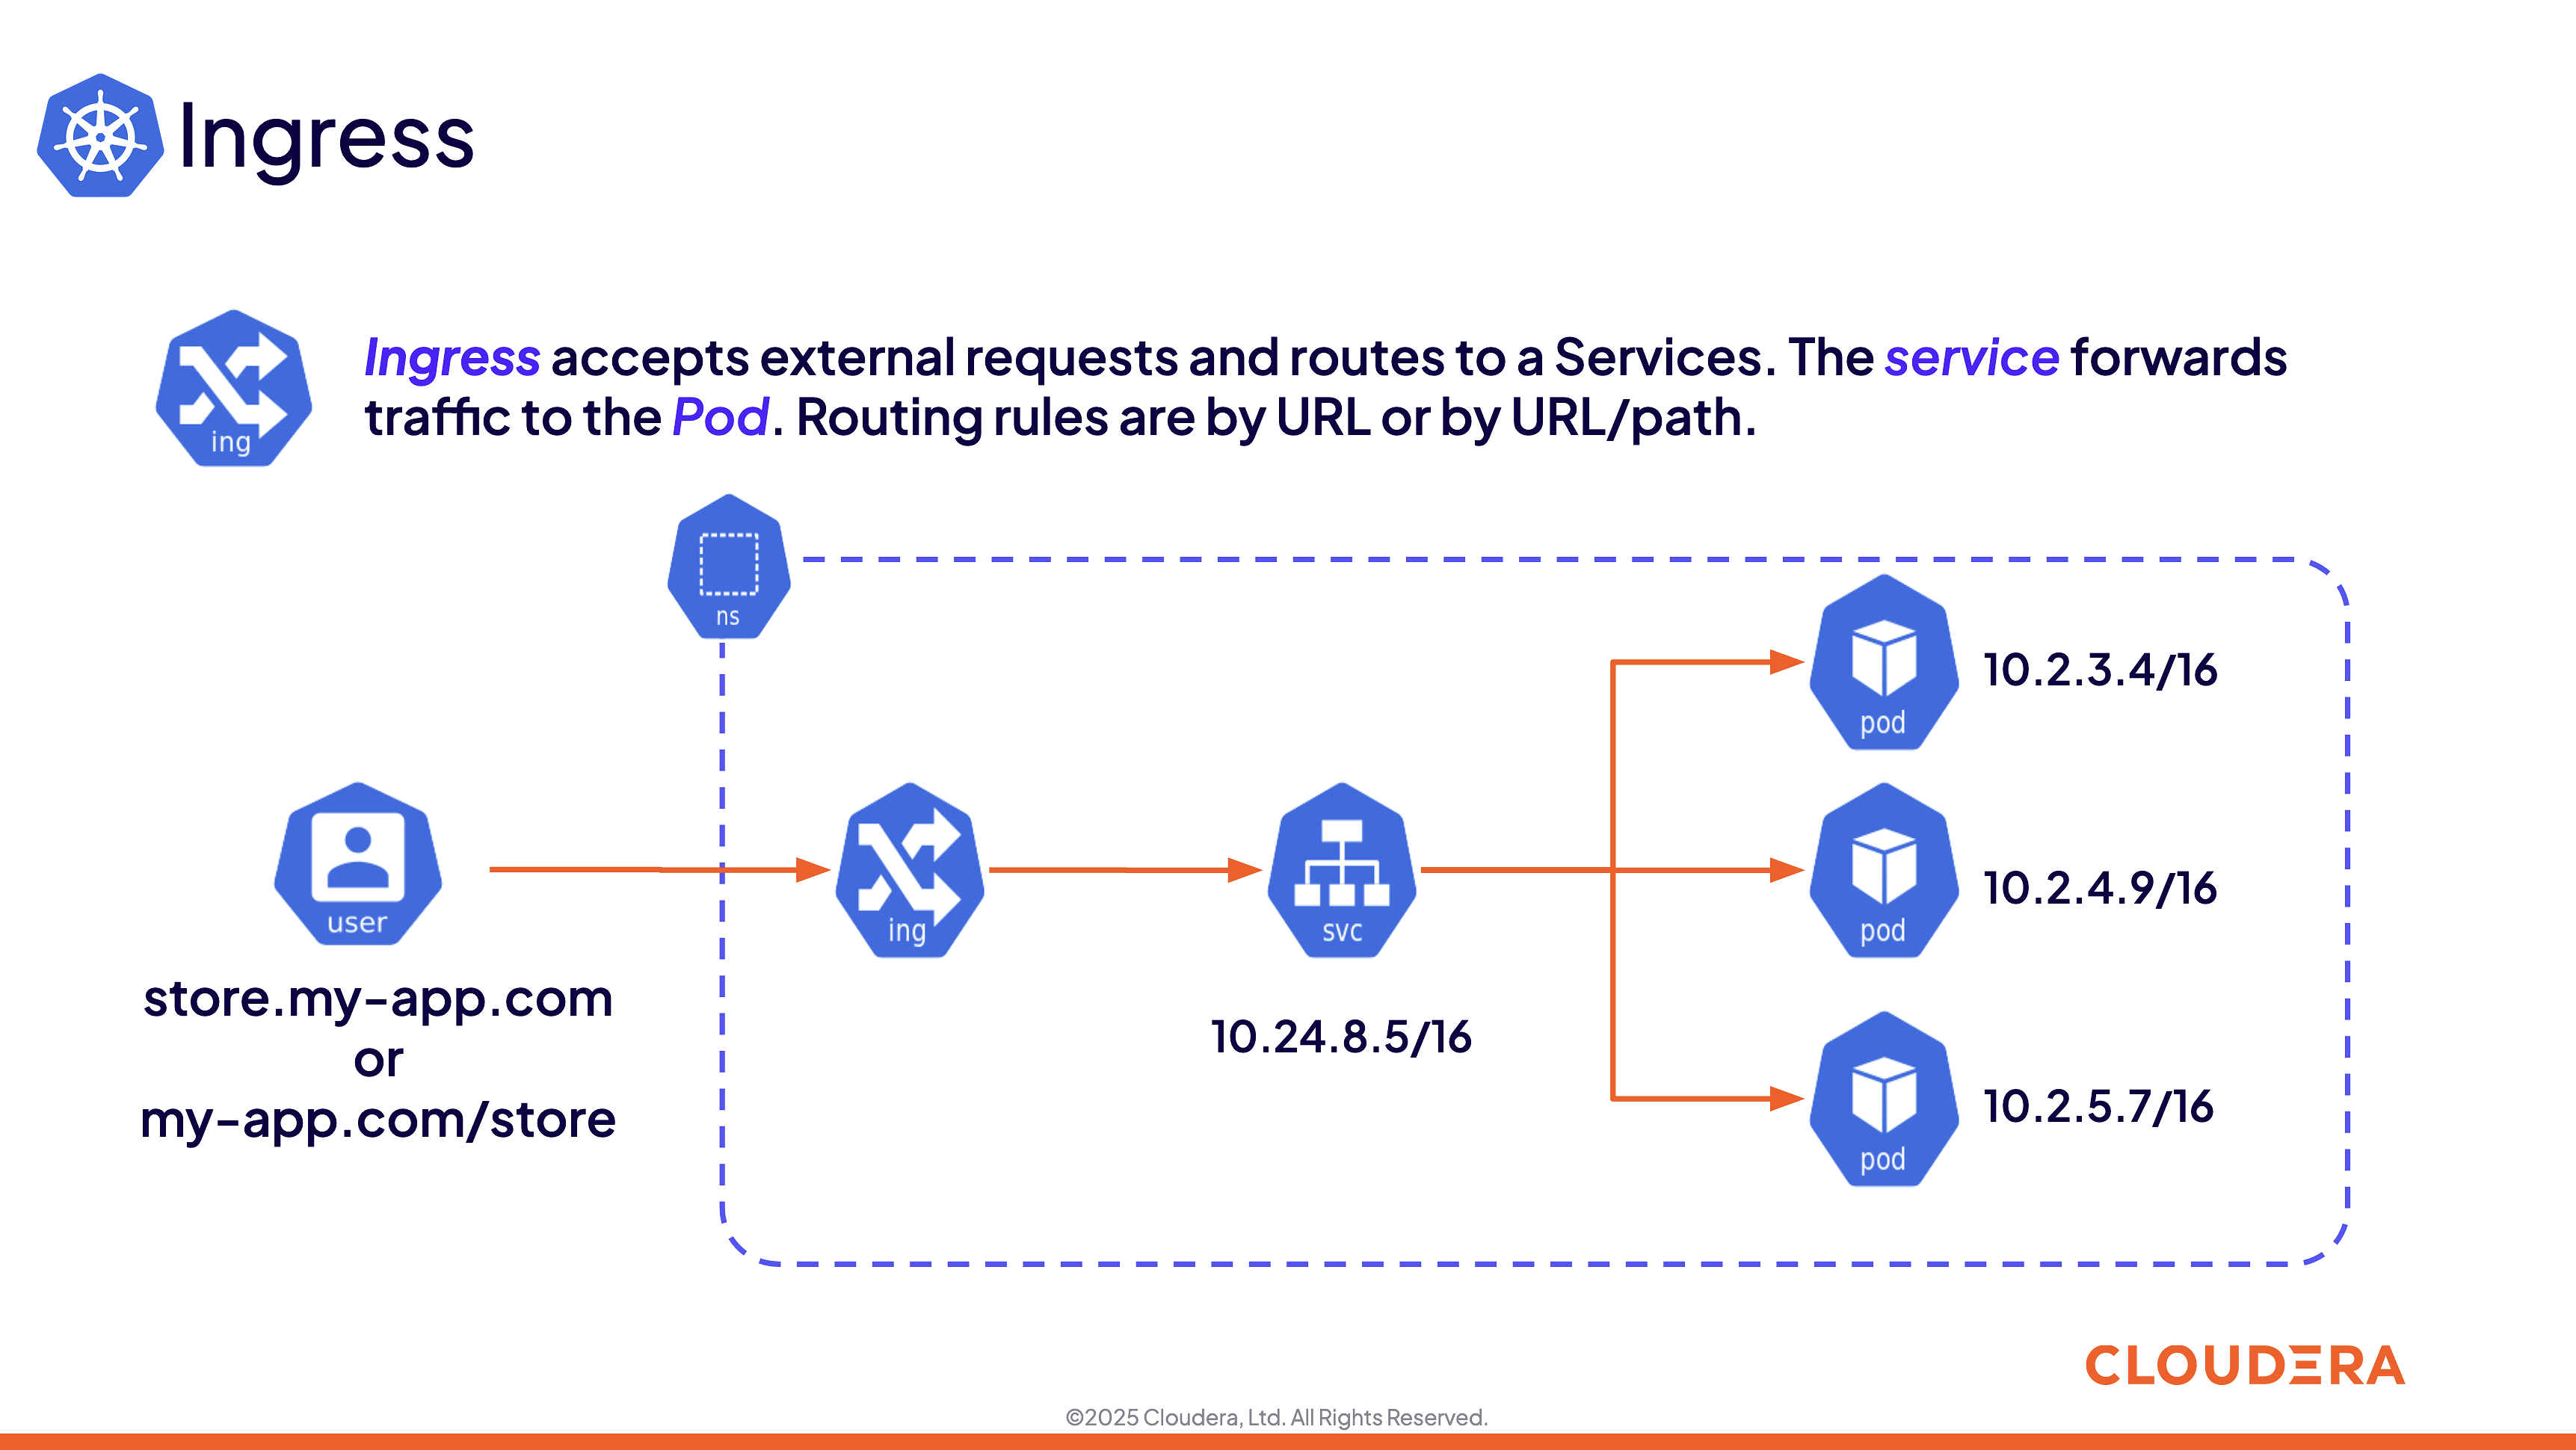 Ingress
ing
Ingress accepts external requests and routes to a Services. The service forwards
traffic to the Pod. Routing rules are by URL or by URL/path.
ns
user
store.my-app.com
or
my-app.com/store
ing
svc
10.24.8.5/16
pod
10.2.3.4/16
pod
10.2.4.9/16
pod
10.2.5.7/16
CLOUDERA
©2025 Cloudera, Ltd. All Rights Reserved.